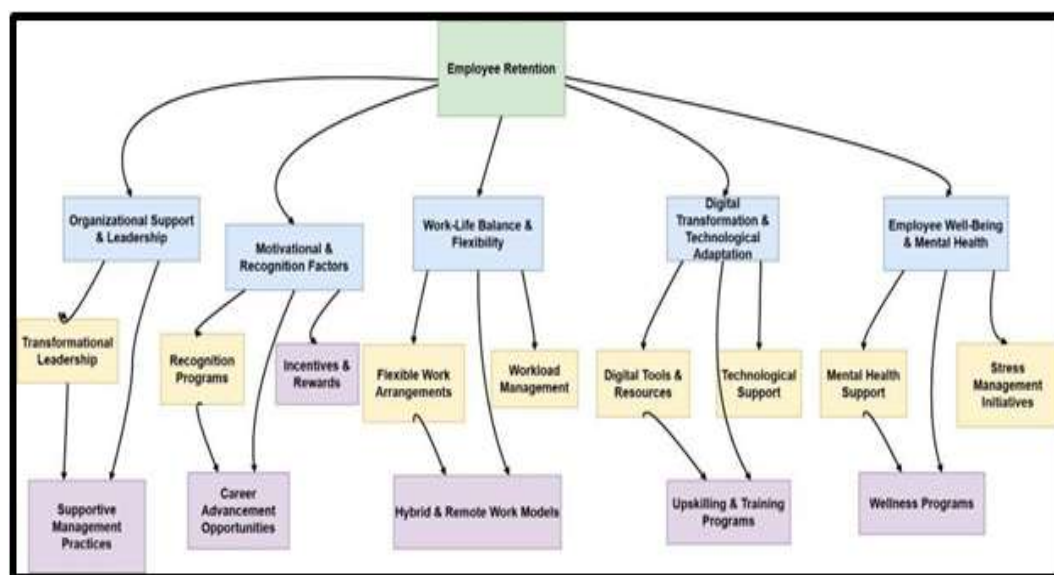 Employee Retention
Organizational Support
& Leadership
Motivational &
Recognition Factors
Work-Life Balance &
Flexibility
Digital
Transformation &
Technological
Adaptation
Employee Well-Being
& Mental Health
Transformational
Leadership
Recognition
Programs
Incentives &
Rewards
Flexible Work
Arrangements
Workload
Management
Digital Tools &
Resources
Technological
Support
Mental Health
Support
Stress
Management
Initiatives
Supportive
Management
Practices
Career
Advancement
Opportunities
Hybrid & Remote Work Models
Upskilling & Training
Programs
Wellness Programs